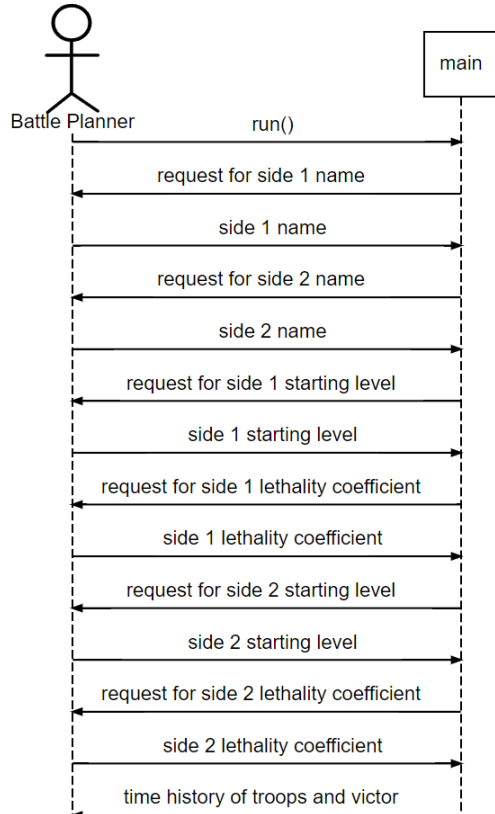 main
Battle Planner
run()
request for side 1 name
side 1 name
request for side 2 name
side 2 name
request for side 1 starting level
side 1 starting level
request for side 1 lethality coefficient
side 1 lethality coefficient
request for side 2 starting level
side 2 starting level
request for side 2 lethality coefficient
side 2 lethality coefficient
time history of troops and victor